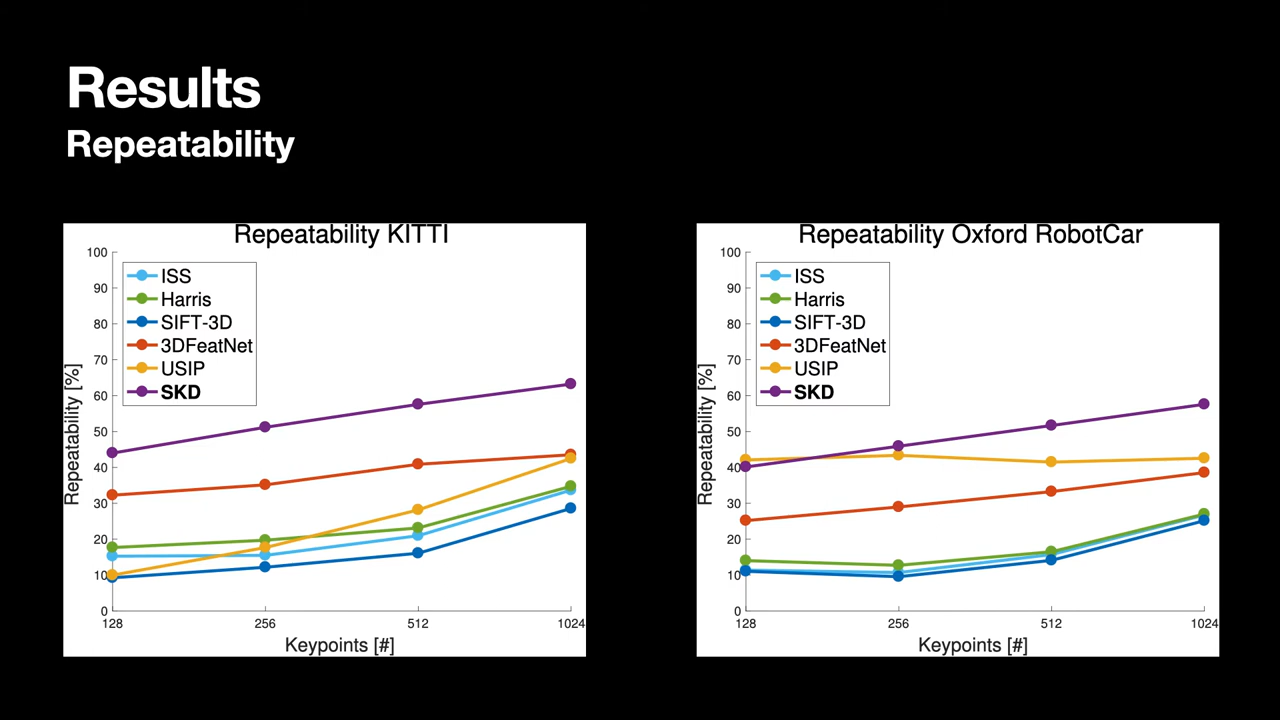 Results
Repeatability
Repeatability KITTI
100
90
80
70
60
50
40
30
20
10
0
Repeatability [%]
ISS
Harris
SIFT-3D
3DFeatNet
USIP
SKD
128 256 512 1024
Keypoints [#]
Repeatability Oxford RobotCar
100
90
80
70
60
50
40
30
20
10
0
Repeatability [%]
ISS
Harris
SIFT-3D
3DFeatNet
USIP
SKD
128 256 512 1024
Keypoints [#]